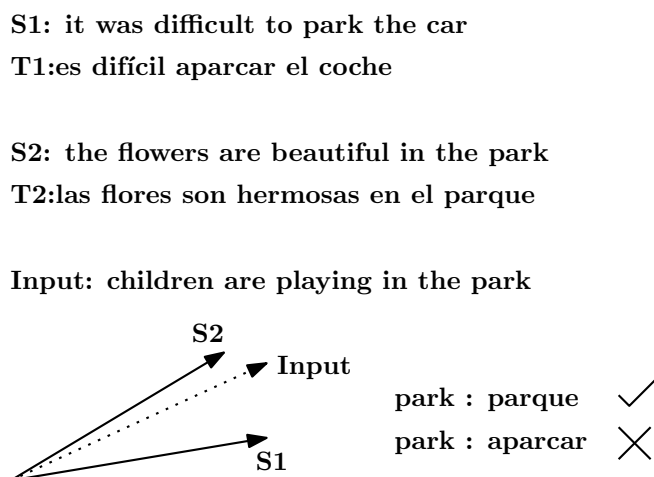 S1: it was difficult to park the car
T1:es difícil aparcar el coche
S2: the flowers are beautiful in the park
T2:las flores son hermosas en el parque
Input: children are playing in the park
S2
Input
S1
park : parque
park : aparcar